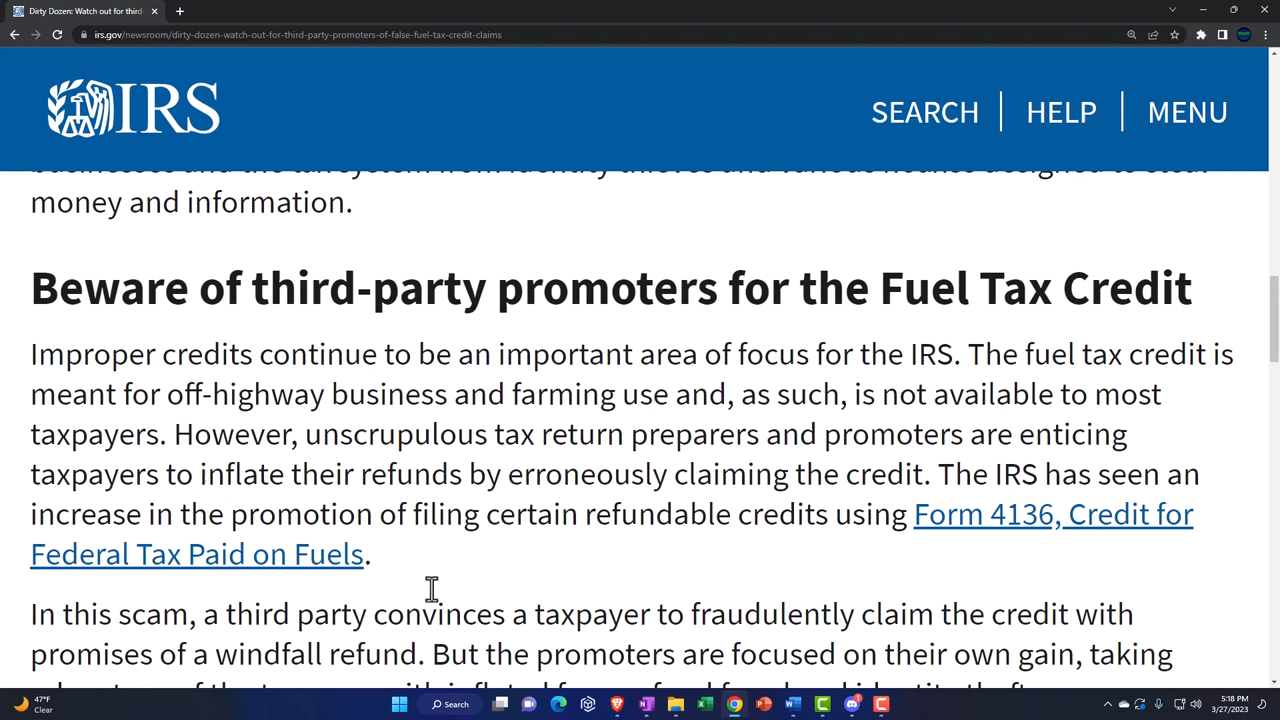 Dirty Dozen: Watch out for third-
irs.gov/newsroom/dirty-dozen-watch-out-for-third-party-promoters-of-false-fuel-tax-credit-claims
IRS
SEARCH HELP MENU
money and information.
Beware of third-party promoters for the Fuel Tax Credit
Improper credits continue to be an important area of focus for the IRS. The fuel tax credit is
meant for off-highway business and farming use and, as such, is not available to most
taxpayers. However, unscrupulous tax return preparers and promoters are enticing
taxpayers to inflate their refunds by erroneously claiming the credit. The IRS has seen an
increase in the promotion of filing certain refundable credits using Form 4136, Credit for
Federal Tax Paid on Fuels.
In this scam, a third party convinces a taxpayer to fraudulently claim the credit with
promises of a windfall refund. But the promoters are focused on their own gain, taking
47°F
Clear
Search
5:18 PM
3/27/2023